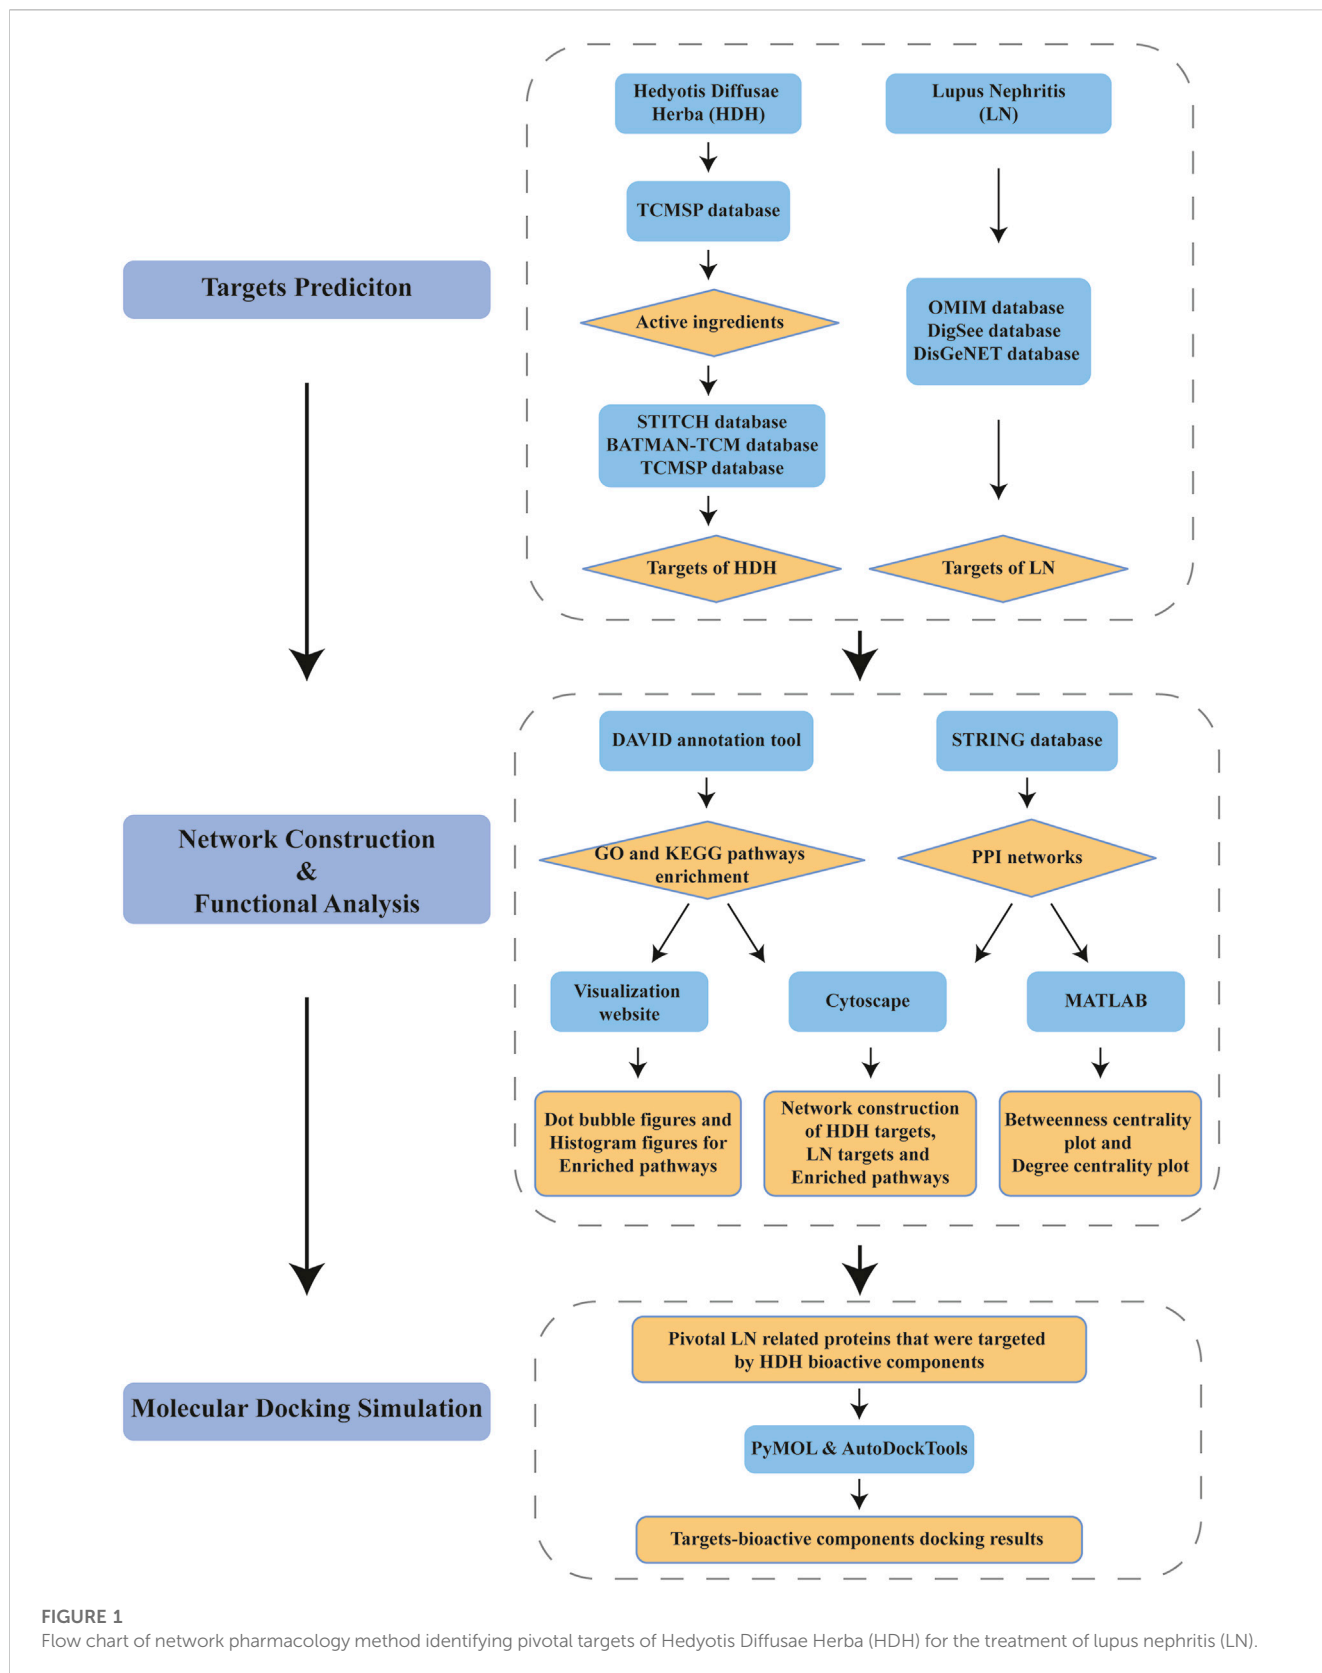 Hedyotis Diffusae
Herba (HDH)
Lupus Nephritis
(LN)
TCMSP database
Targets Prediciton
Active ingredients
OMIM database
DigSee database
DisGeNET database
STITCH database
BATMAN-TCM database
TCMSP database
Targets of HDH
Targets of LN
DAVID annotation tool
STRING database
Network Construction
&
Functional Analysis
GO and KEGG pathways
enrichment
PPI networks
Visualization
website
Cytoscape
MATLAB
Dot bubble figures and
Histogram figures for
Enriched pathways
Network construction
of HDH targets,
LN targets and
Enriched pathways
Betweenness centrality
plot and
Degree centrality plot
Pivotal LN related proteins that were targeted
by HDH bioactive components
Molecular Docking Simulation
PyMOL & AutoDockTools
Targets-bioactive components docking results
FIGURE 1
Flow chart of network pharmacology method identifying pivotal targets of Hedyotis Diffusae Herba (HDH) for the treatment of lupus nephritis (LN).